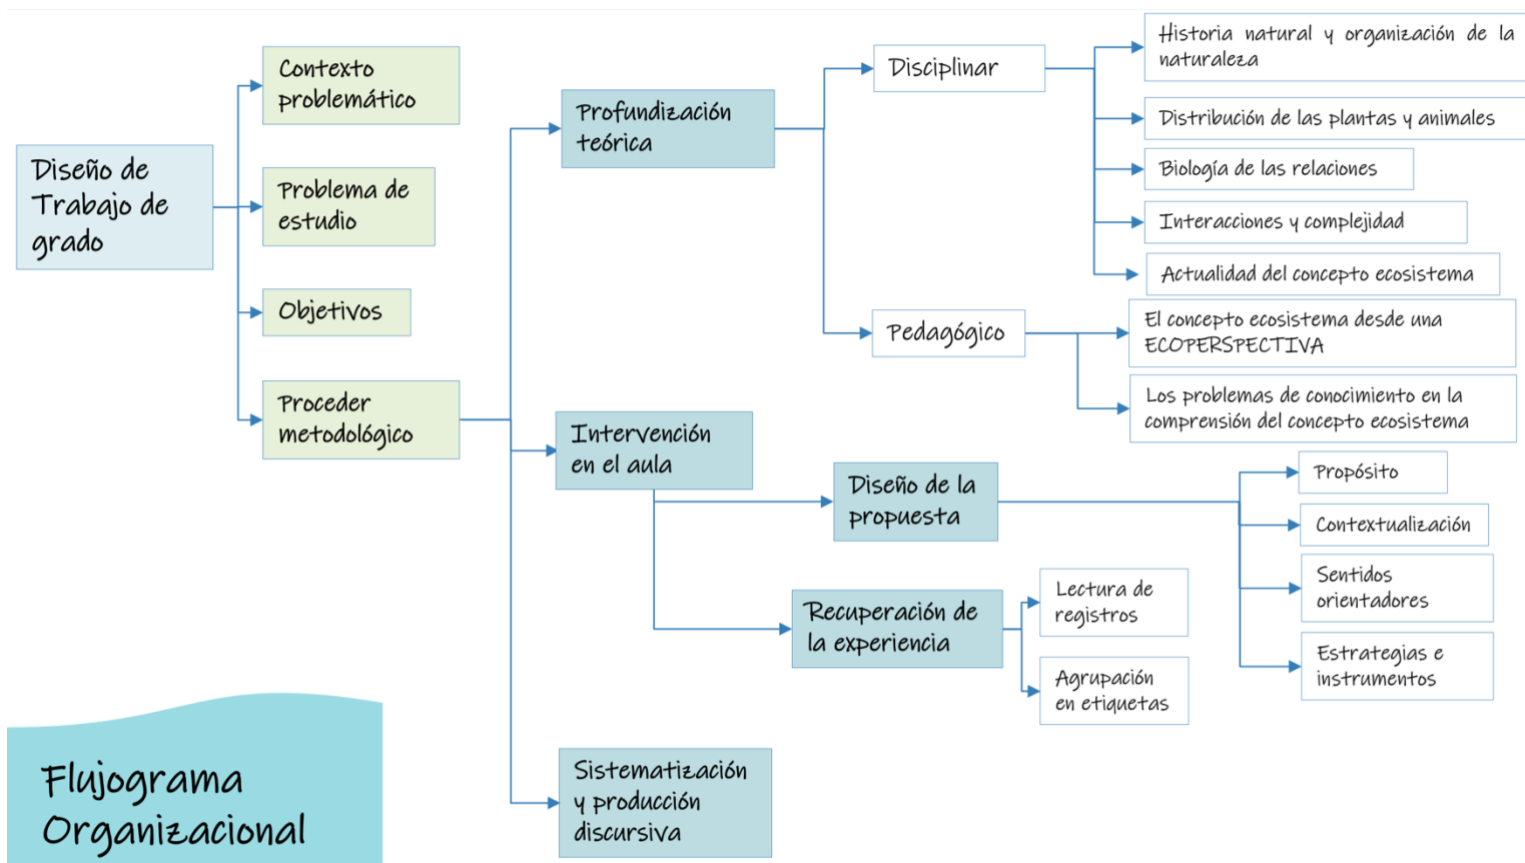 Diseño de
Trabajo de
grado
Contexto
problemático
Problema de
estudio
Objetivos
Proceder
metodológico
Profundización
teórica
Disciplinar
Historia natural y organización de la
naturaleza
Distribución de las plantas y animales
Biología de las relaciones
Interacciones y complejidad
Actualidad del concepto ecosistema
Pedagógico
El concepto ecosistema desde una
ECOPERSPECTIVA
Los problemas de conocimiento en la
comprensión del concepto ecosistema
Intervención
en el aula
Diseño de la
propuesta
Propósito
Contextualización
Sentidos
orientadores
Estrategias e
instrumentos
Recuperación de
la experiencia
Lectura de
registros
Agrupación
en etiquetas
Sistematización
y producción
discursiva
Flujograma
Organizacional